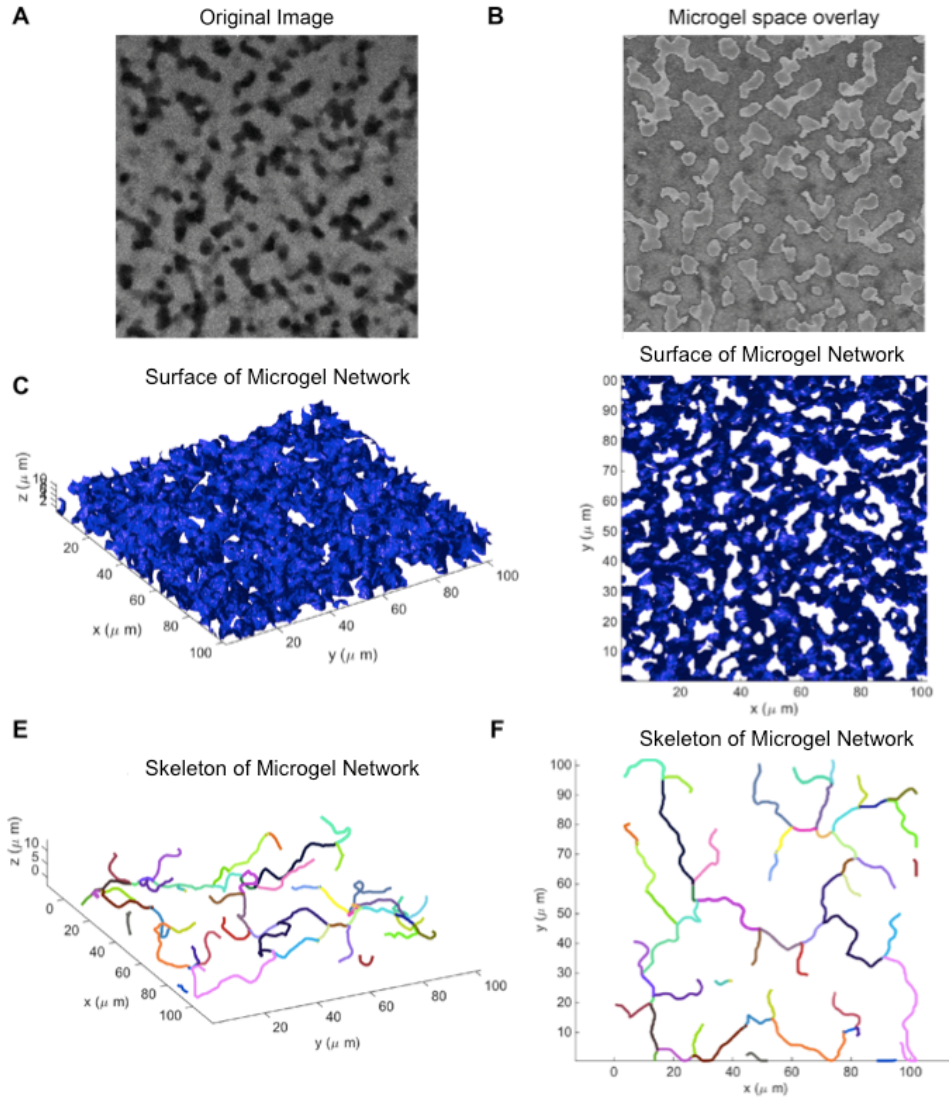 A
Original Image
B
Microgel space overlay
C
Surface of Microgel Network
z (μ m)
10
2
20
40
60
80
100
x (μ m)
20
40
60
80
100
y (μ m)
Surface of Microgel Network
90
80
70
60
50
40
30
20
10
y (μ m)
20
40
60
80
100
x (μ m)
E
Skeleton of Microgel Network
z (μ m)
10
5
0
0
20
40
60
80
100
x (μ m)
20
40
60
80
100
y (μ m)
F
Skeleton of Microgel Network
100
90
80
70
60
50
40
30
20
10
y (μ m)
0
20
40
60
80
100
x (μ m)